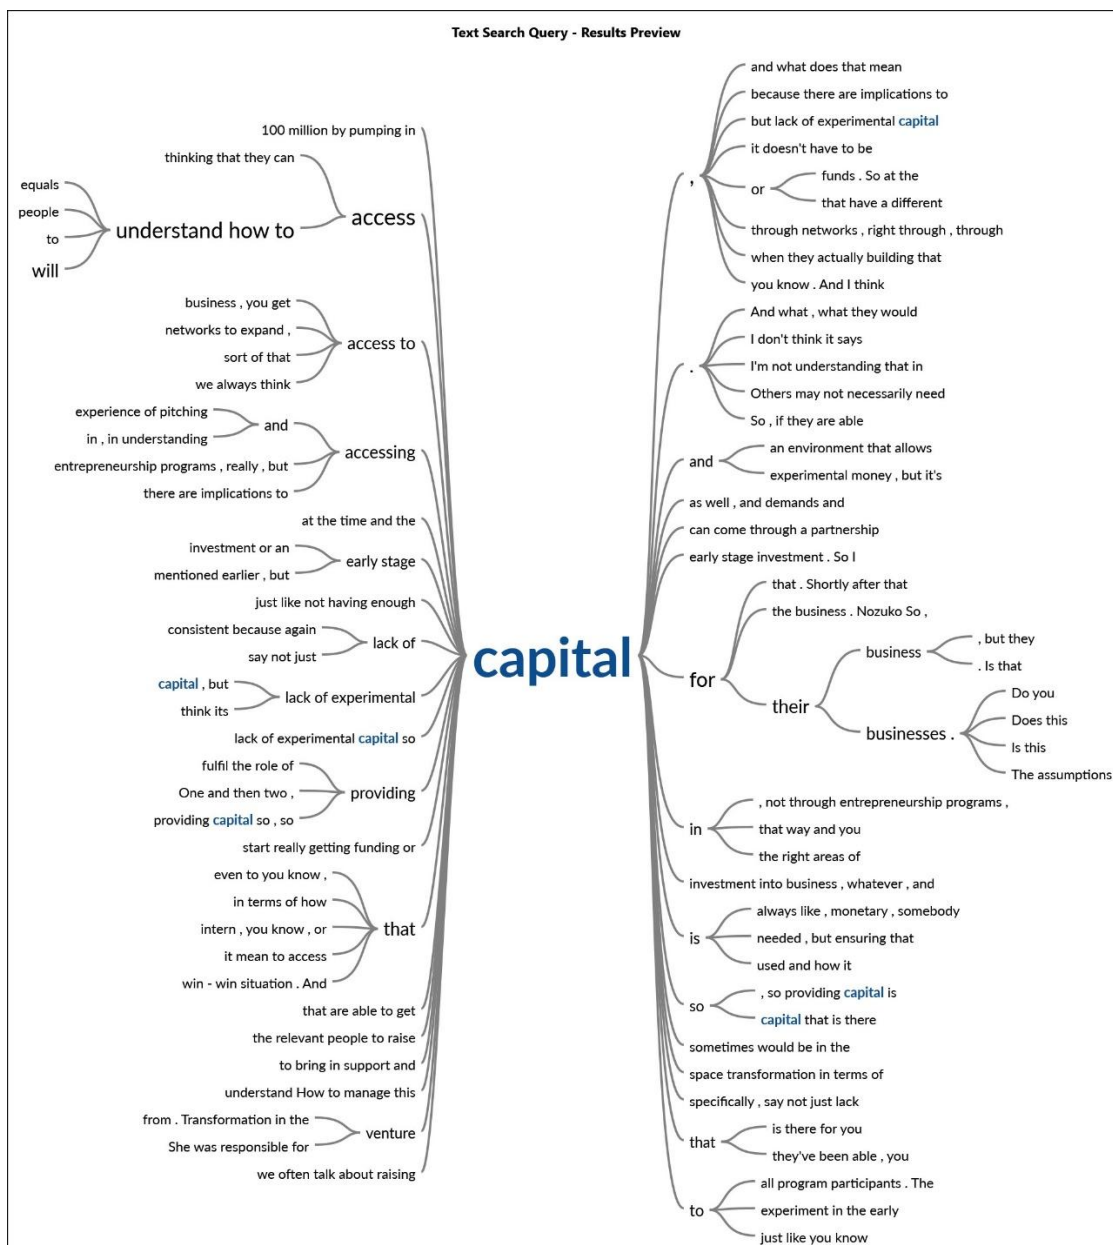 Text Search Query - Results Preview
100 million by pumping in
thinking that they can
equals
people
to
will
understand how to
access
business , you get
networks to expand ,
sort of that
we always think
access to
experience of pitching
in , in understanding
and
entrepreneurship programs , really , but
there are implications to
accessing
at the time and the
investment or an
mentioned earlier , but
early stage
just like not having enough
consistent because again
say not just
lack of
capital , but
think its
lack of experimental
lack of experimental capital so
fulfil the role of
One and then two ,
providing capital so , so
providing
start really getting funding or
even to you know ,
in terms of how
intern , you know , or
it mean to access
win - win situation . And
that
that are able to get
the relevant people to raise
to bring in support and
understand How to manage this
from . Transformation in the
She was responsible for
venture
we often talk about raising
capital
,
and what does that mean
because there are implications to
but lack of experimental capital
it doesn't have to be
or
funds . So at the
that have a different
through networks , right through , through
when they actually building that
you know . And I think
.
And what , what they would
I don't think it says
I'm not understanding that in
Others may not necessarily need
So , if they are able
and
an environment that allows
experimental money , but it's
as well , and demands and
can come through a partnership
early stage investment . So I
for
that . Shortly after that
the business . Nozuko So ,
their
business
, but they
. Is that
businesses .
Do you
Does this
Is this
The assumptions
in
, not through entrepreneurship programs ,
that way and you
the right areas of
investment into business , whatever , and
is
always like , monetary , somebody
needed , but ensuring that
used and how it
so
, so providing capital is
capital that is there
sometimes would be in the
space transformation in terms of
specifically , say not just lack
that
is there for you
they've been able , you
to
all program participants . The
experiment in the early
just like you know